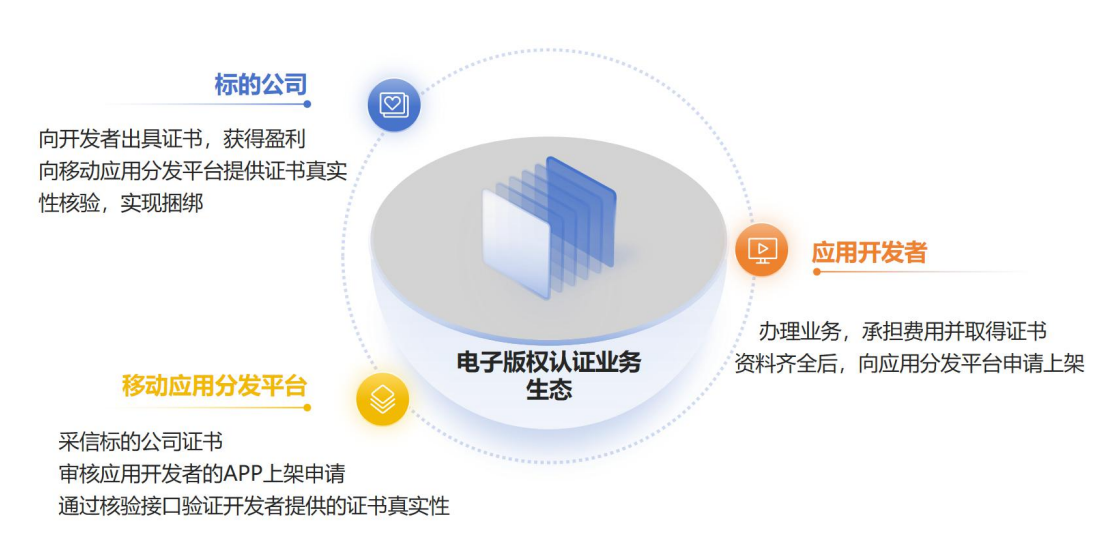 标的公司
向开发者出具证书，获得盈利
向移动应用分发平台提供证书真实
性核验，实现捆绑
应用开发者
办理业务，承担费用并取得证书
资料齐全后，向应用分发平台申请上架
电子版权认证业务
生态
移动应用分发平台
采信标的公司证书
审核应用开发者的APP上架申请
通过核验接口验证开发者提供的证书真实性